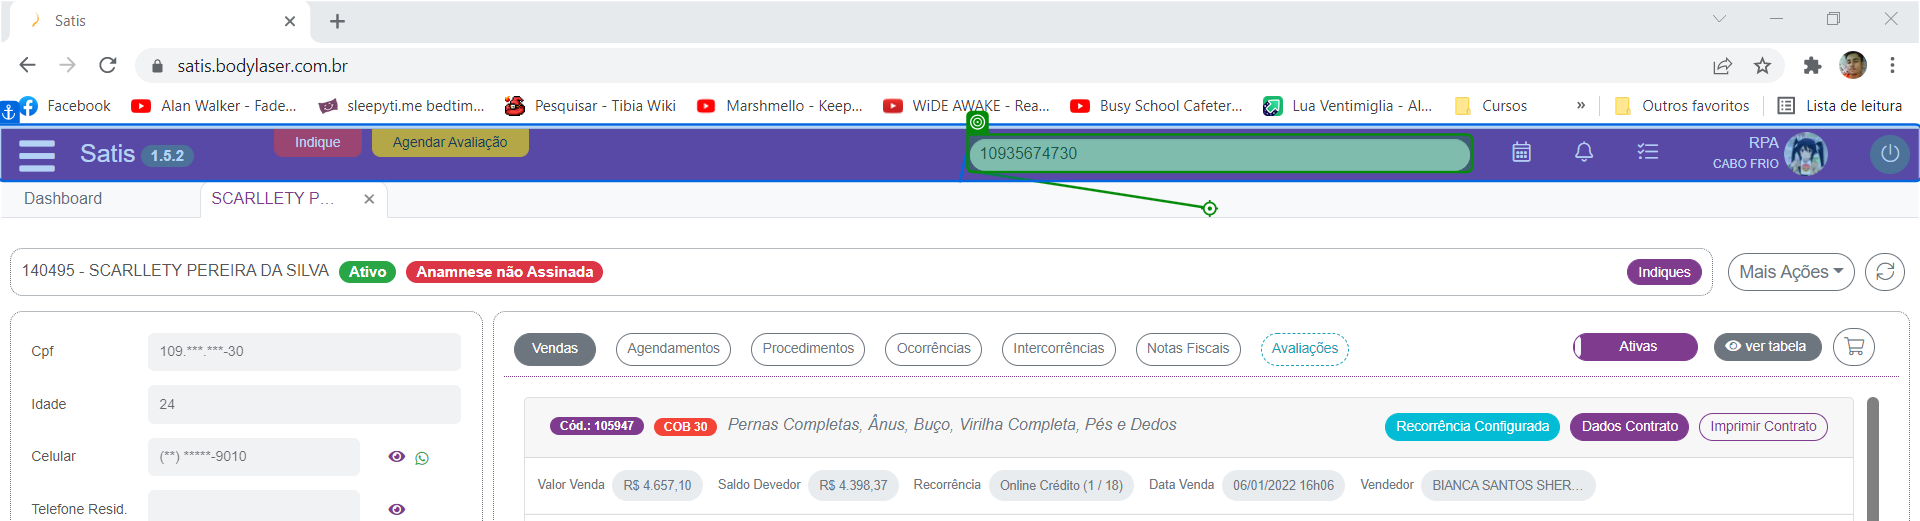 Satis
satis.bodylaser.com.br
Facebook Alan Walker - Fade... sleepyti.me bedtim... Pesquisar - Tibia Wiki Marshmello - Keep... WiDE AWAKE - Rea... Busy School Cafeter... Lua Ventimiglia - Al... Cursos » Outros favoritos Lista de leitura
Satis 1.5.2 Indique Agendar Avaliação 10935674730 RPA
CABO FRIO
Dashboard SCARLLETY P...
140495 - SCARLLETY PEREIRA DA SILVA Ativo Anamnese não Assinada Indiques Mais Ações
Cpf 109.***.***-30
Idade 24
Celular (**) *****-9010
Telefone Resid.
Vendas Agendamentos Procedimentos Ocorrências Intercorrências Notas Fiscais Avaliações Ativas ver tabela
Cód.: 105947 COB 30 Pernas Completas, Ânus, Buço, Virilha Completa, Pés e Dedos Recorrência Configurada Dados Contrato Imprimir Contrato
Valor Venda R$ 4.657,10 Saldo Devedor R$ 4.398,37 Recorrência Online Crédito (1 / 18) Data Venda 06/01/2022 16h06 Vendedor BIANCA SANTOS SHER...